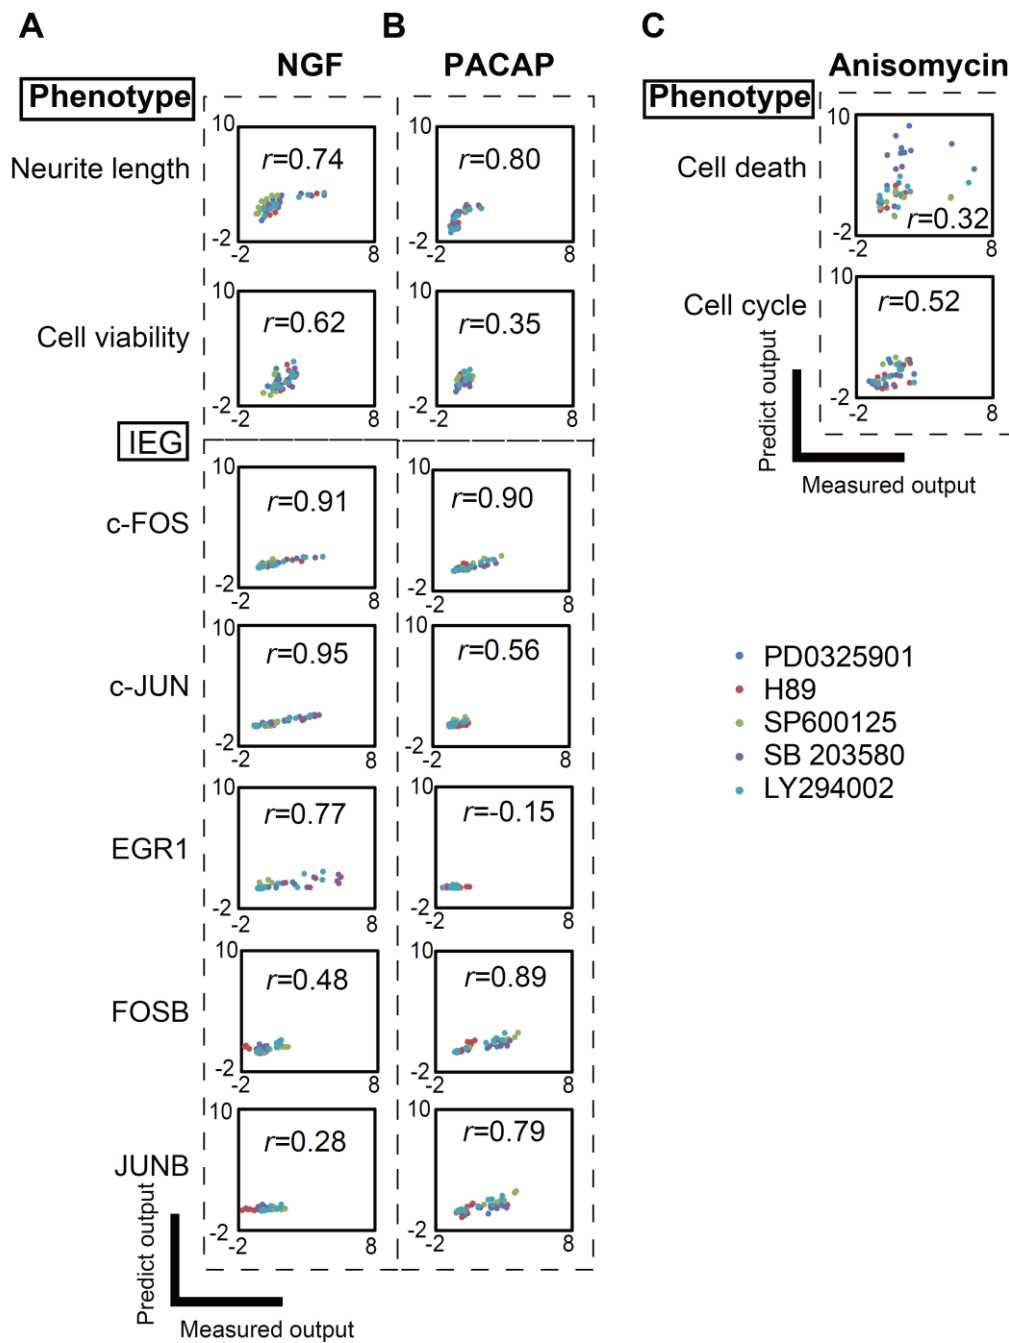 A
B
C
NGF
PACAP
Anisomycin
Phenotype
Phenotype
Neurite length
10
r=0.74
-2
-2
8
10
r=0.80
-2
-2
8
Cell death
10
r=0.32
-2
-2
8
Cell viability
10
r=0.62
-2
-2
8
10
r=0.35
-2
-2
8
Cell cycle
10
r=0.52
-2
-2
8
Predict output
Measured output
IEG
c-FOS
10
r=0.91
-2
-2
8
10
r=0.90
-2
-2
8
c-JUN
10
r=0.95
-2
-2
8
10
r=0.56
-2
-2
8
PD0325901
H89
SP600125
SB 203580
LY294002
EGR1
10
r=0.77
-2
-2
8
10
r=-0.15
-2
-2
8
FOSB
10
r=0.48
-2
-2
8
10
r=0.89
-2
-2
8
JUNB
10
r=0.28
-2
-2
8
10
r=0.79
-2
-2
8
Predict output
Measured output